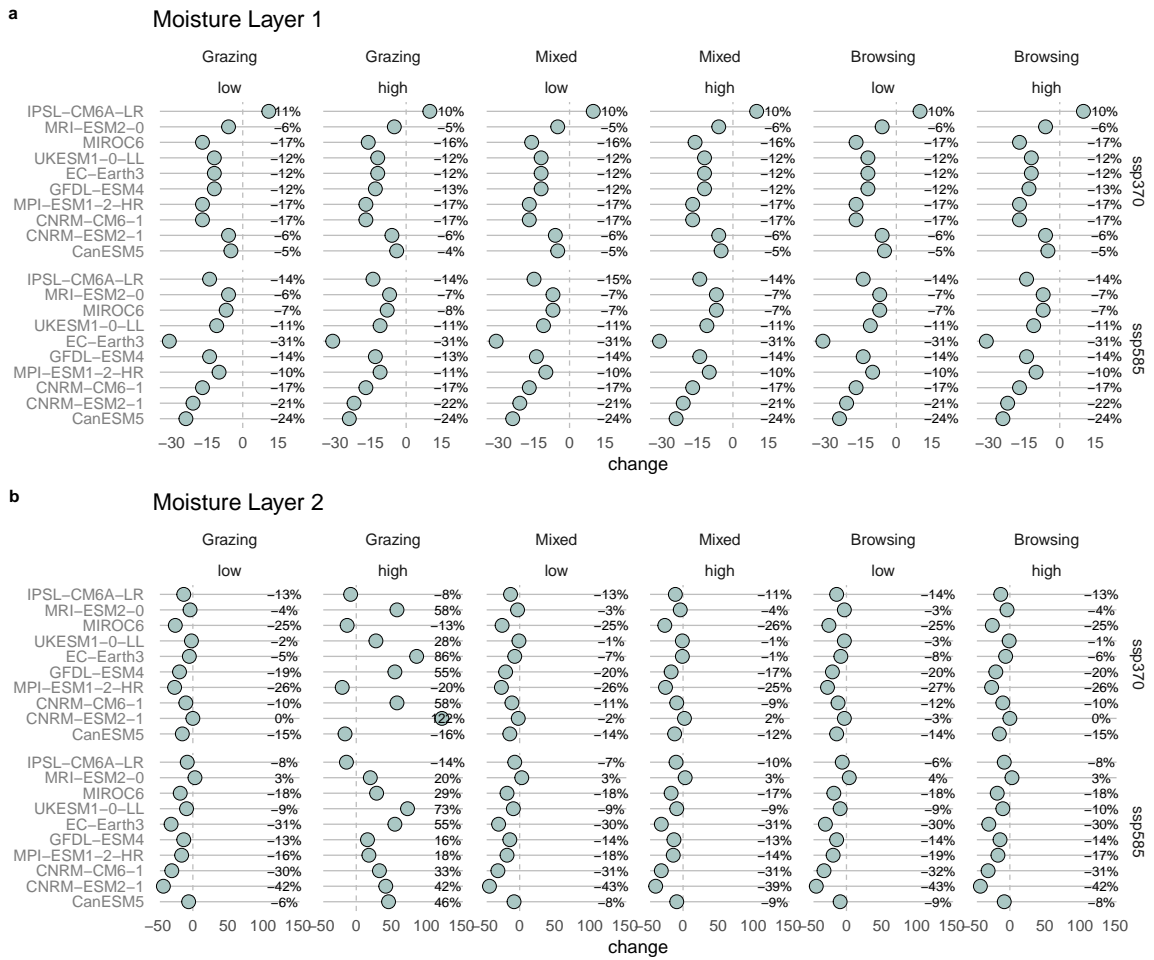 a
Moisture Layer 1
Grazing Grazing Mixed Mixed Browsing Browsing
low high low high low high
IPSL−CM6A−LR 11% 10% 10% 10% 10% 10%
MRI−ESM2−0 −6% −5% −5% −6% −6% −6%
MIROC6 −17% −16% −16% −16% −17% −17%
UKESM1−0−LL −12% −12% −12% −12% −12% −12%
EC−Earth3 −12% −12% −12% −12% −12% −12%
GFDL−ESM4 −12% −13% −12% −12% −12% −13%
MPI−ESM1−2−HR −17% −17% −17% −17% −17% −17%
CNRM−CM6−1 −17% −17% −17% −17% −17% −17%
CNRM−ESM2−1 −6% −6% −6% −6% −6% −6%
CanESM5 −5% −4% −5% −5% −5% −5%
ssp370
IPSL−CM6A−LR −14% −14% −15% −14% −14% −14%
MRI−ESM2−0 −6% −7% −7% −7% −7% −7%
MIROC6 −7% −8% −7% −7% −7% −7%
UKESM1−0−LL −11% −11% −11% −11% −11% −11%
EC−Earth3 −31% −31% −31% −31% −31% −31%
GFDL−ESM4 −14% −13% −14% −14% −14% −14%
MPI−ESM1−2−HR −10% −11% −10% −10% −10% −10%
CNRM−CM6−1 −17% −17% −17% −17% −17% −17%
CNRM−ESM2−1 −21% −22% −21% −21% −21% −22%
CanESM5 −24% −24% −24% −24% −24% −24%
ssp585
−30 −15 0 15 −30 −15 0 15 −30 −15 0 15 −30 −15 0 15 −30 −15 0 15 −30 −15 0 15
change
b
Moisture Layer 2
Grazing Grazing Mixed Mixed Browsing Browsing
low high low high low high
IPSL−CM6A−LR −13% −8% −13% −11% −14% −13%
MRI−ESM2−0 −4% 58% −3% −4% −3% −4%
MIROC6 −25% −13% −25% −26% −25% −25%
UKESM1−0−LL −2% 28% −1% −1% −3% −1%
EC−Earth3 −5% 86% −7% −1% −8% −6%
GFDL−ESM4 −19% 55% −20% −17% −20% −20%
MPI−ESM1−2−HR −26% −20% −26% −25% −27% −26%
CNRM−CM6−1 −10% 58% −11% −9% −12% −10%
CNRM−ESM2−1 0% 122% −2% 2% −3% 0%
CanESM5 −15% −16% −14% −12% −14% −15%
ssp370
IPSL−CM6A−LR −8% −14% −7% −10% −6% −8%
MRI−ESM2−0 3% 20% 3% 3% 4% 3%
MIROC6 −18% 29% −18% −17% −18% −18%
UKESM1−0−LL −9% 73% −9% −9% −9% −10%
EC−Earth3 −31% 55% −30% −31% −30% −30%
GFDL−ESM4 −13% 16% −14% −13% −14% −14%
MPI−ESM1−2−HR −16% 18% −18% −14% −19% −17%
CNRM−CM6−1 −30% 33% −31% −31% −32% −31%
CNRM−ESM2−1 −42% 42% −43% −39% −43% −42%
CanESM5 −6% 46% −8% −9% −9% −8%
ssp585
−50 0 50 100 150 −50 0 50 100 150 −50 0 50 100 150 −50 0 50 100 150 −50 0 50 100 150 −50 0 50 100 150
change